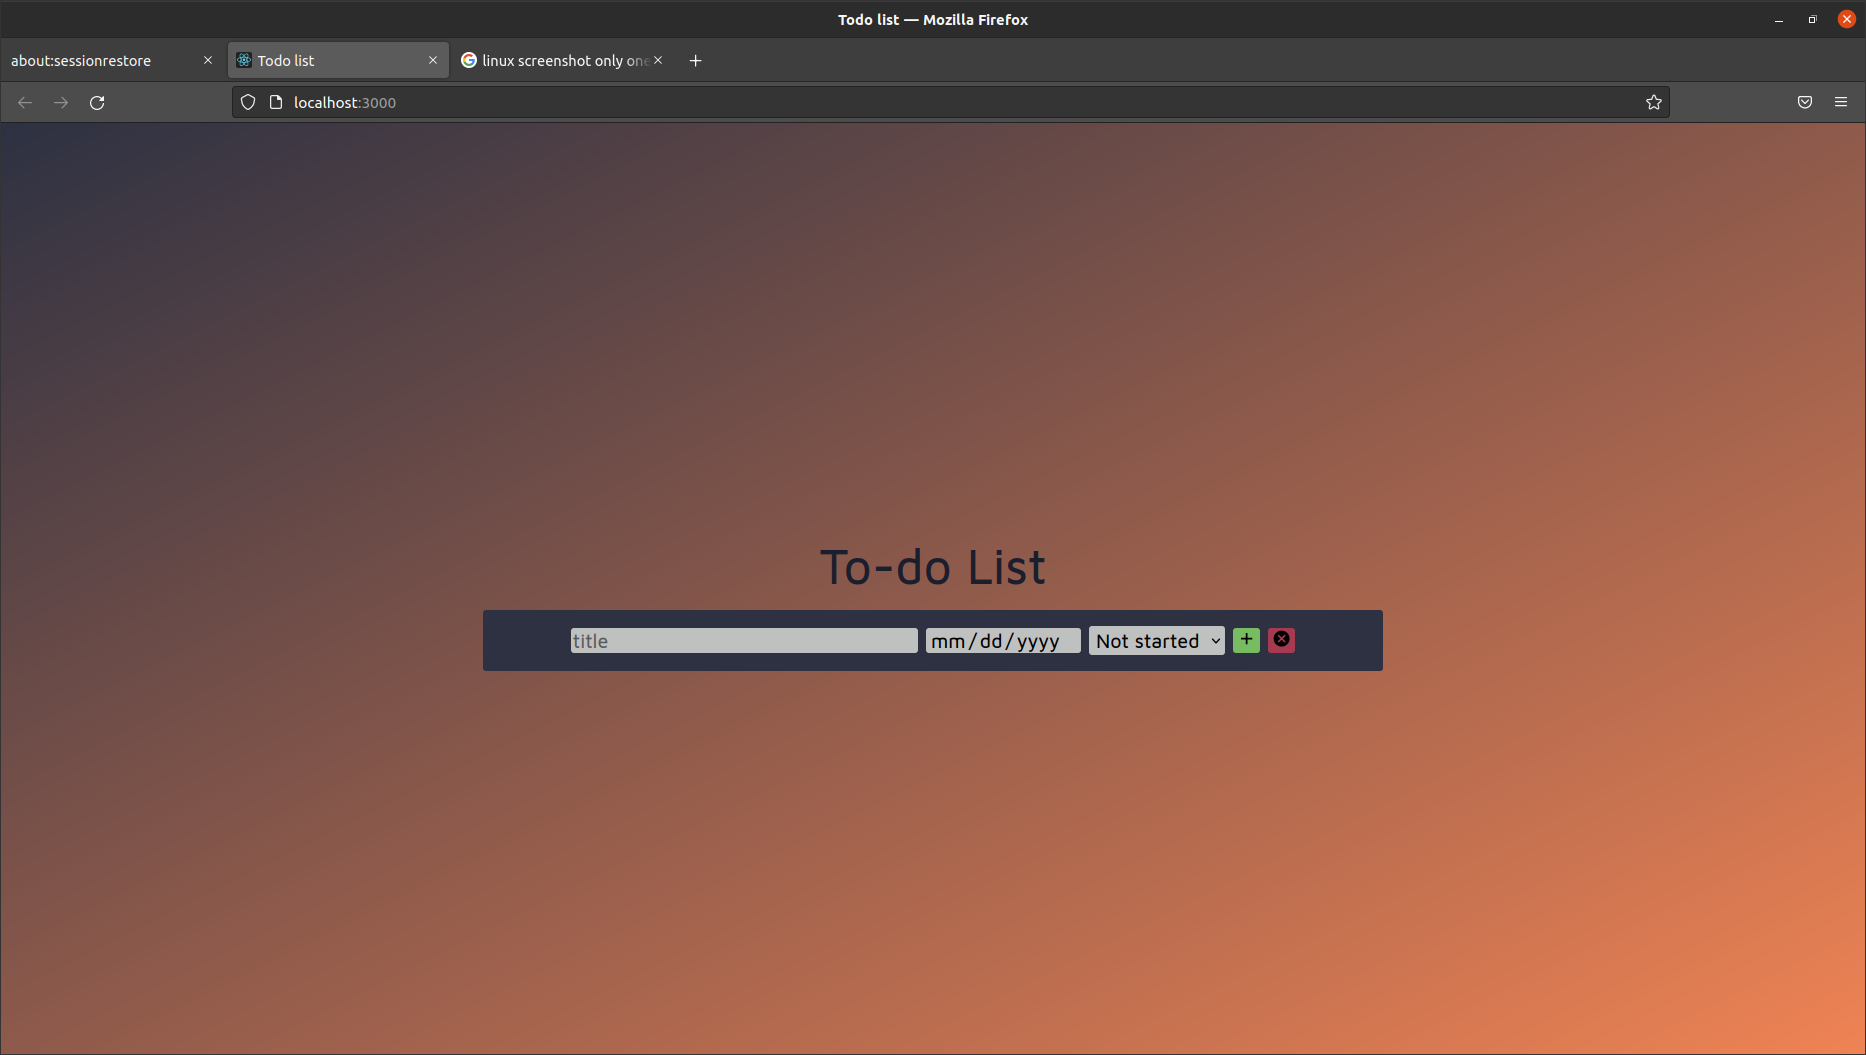 Todo list — Mozilla Firefox
about:sessionrestore
Todo list
linux screenshot only one
localhost:3000
To-do List
title
mm/dd/yyyy
Not started